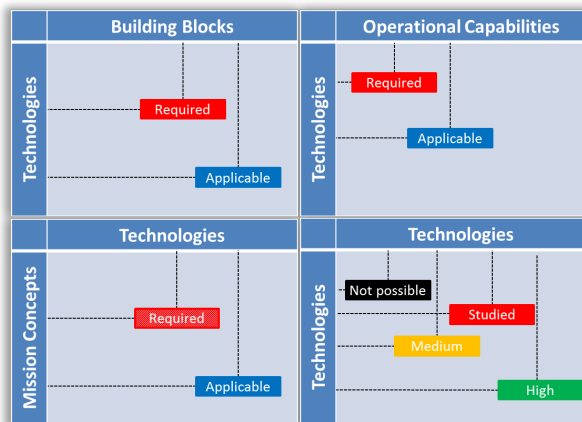 Building Blocks
Technologies
Required
Applicable
Operational Capabilities
Technologies
Required
Applicable
Technologies
Mission Concepts
Required
Applicable
Technologies
Technologies
Not possible
Studied
Medium
High